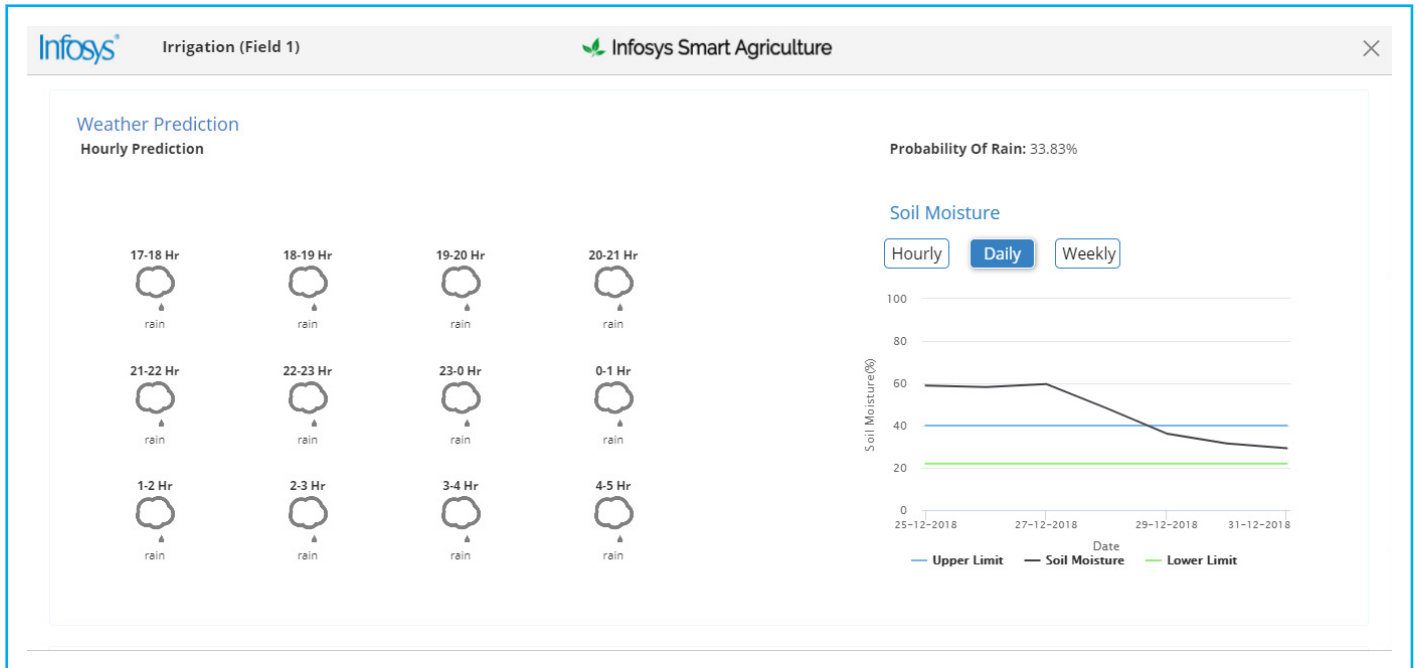 Infosys® Irrigation (Field 1) Infosys Smart Agriculture
Weather Prediction
Hourly Prediction
17-18 Hr 18-19 Hr 19-20 Hr 20-21 Hr
rain rain rain rain
21-22 Hr 22-23 Hr 23-0 Hr 0-1 Hr
rain rain rain rain
1-2 Hr 2-3 Hr 3-4 Hr 4-5 Hr
rain rain rain rain
Probability Of Rain: 33.83%
Soil Moisture
Hourly Daily Weekly
100
80
60
40
20
0
Soil Moisture(%)
25-12-2018 27-12-2018 29-12-2018 31-12-2018
Date
Upper Limit Soil Moisture Lower Limit